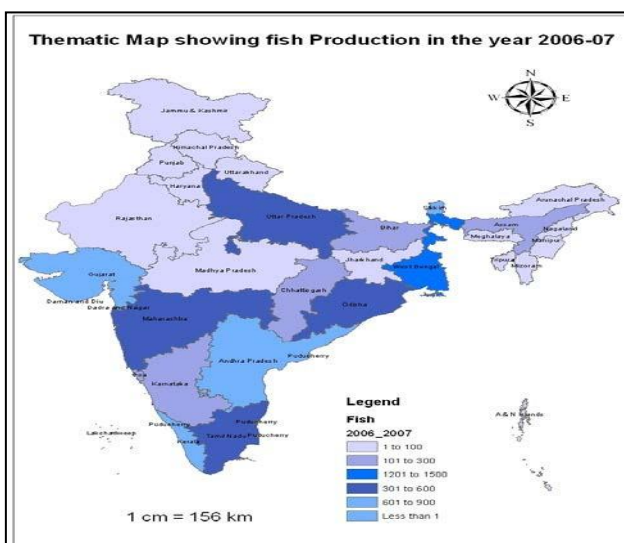 Thematic Map showing fish Production in the year 2006-07
N
W E
S
Jammu & Kashmir
Himachal Pradesh
Punjab
Uttarakhand
Haryana
Arunachal Pradesh
Rajasthan
Uttar Pradesh
Sikkim
Assam
Nagaland
Bihar
Meghalaya
Manipur
Jharkhand
Tripura
Mizoram
Gujarat
Madhya Pradesh
West Bengal
Chhattisgarh
Daman and Diu
Dadra and Nagar
Odisha
Maharashtra
Andhra Pradesh
Puducherry
Goa
Karnataka
Puducherry
Puducherry
Lakshadweep
Kerala
Tamil Nadu
Puducherry
A & N Islands
Legend
Fish
2006_2007
1 to 100
101 to 300
1201 to 1500
301 to 600
601 to 900
Less than 1
1 cm = 156 km